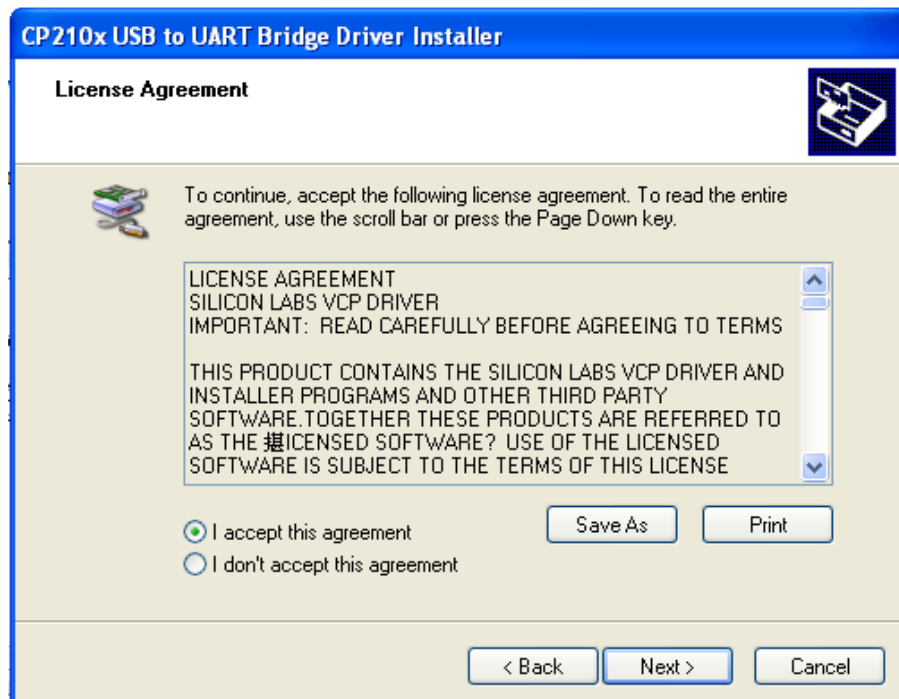 CP210x USB to UART Bridge Driver Installer
License Agreement
To continue, accept the following license agreement. To read the entire
agreement, use the scroll bar or press the Page Down key.
LICENSE AGREEMENT
SILICON LABS VCP DRIVER
IMPORTANT:  READ CAREFULLY BEFORE AGREEING TO TERMS
THIS PRODUCT CONTAINS THE SILICON LABS VCP DRIVER AND
INSTALLER PROGRAMS AND OTHER THIRD PARTY
SOFTWARE.TOGETHER THESE PRODUCTS ARE REFERRED TO
AS THE 揕ICENSED SOFTWARE?  USE OF THE LICENSED
SOFTWARE IS SUBJECT TO THE TERMS OF THIS LICENSE
I accept this agreement
I don't accept this agreement
Save As
Print
< Back
Next >
Cancel